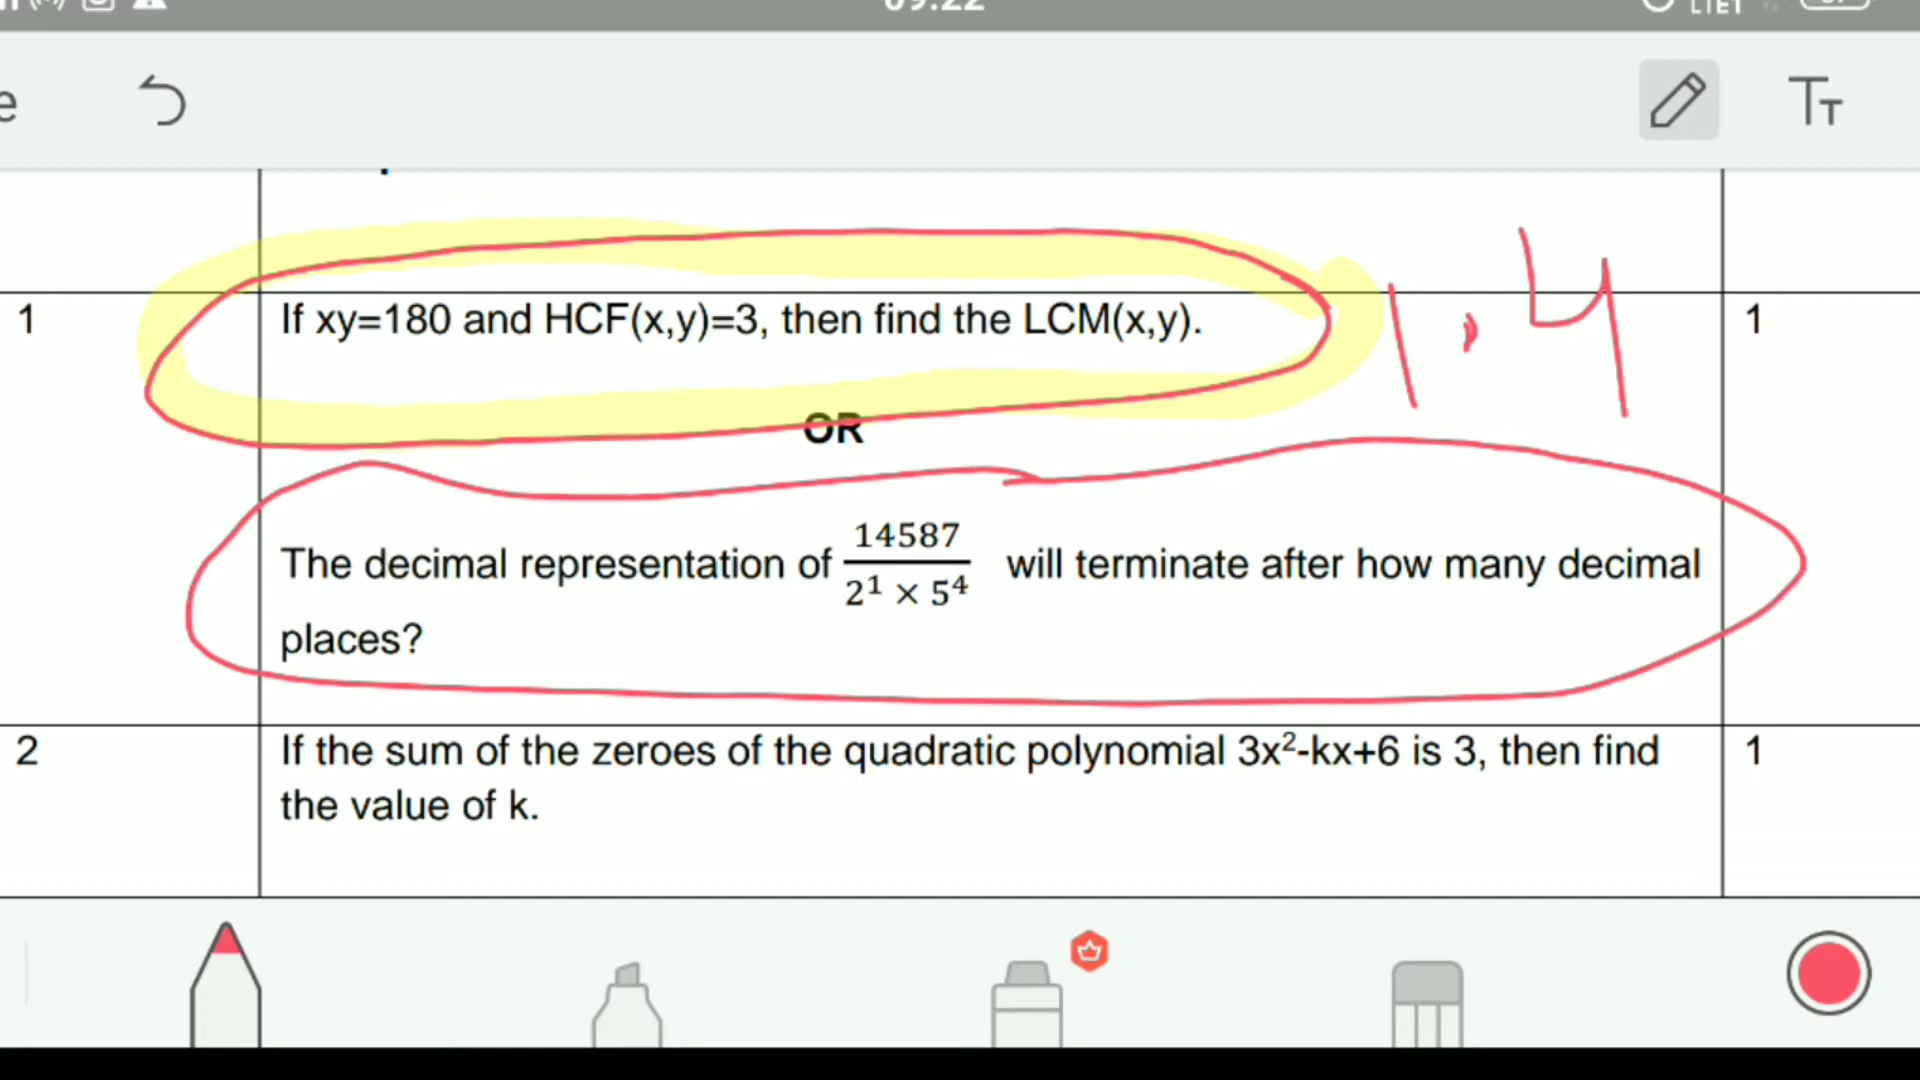 e
Tт
1
If xy=180 and HCF(x,y)=3, then find the LCM(x,y).
1.4
1
OR
The decimal representation of 14587 / 2¹ × 5⁴ will terminate after how many decimal
places?
2
If the sum of the zeroes of the quadratic polynomial 3x²-kx+6 is 3, then find
1
the value of k.